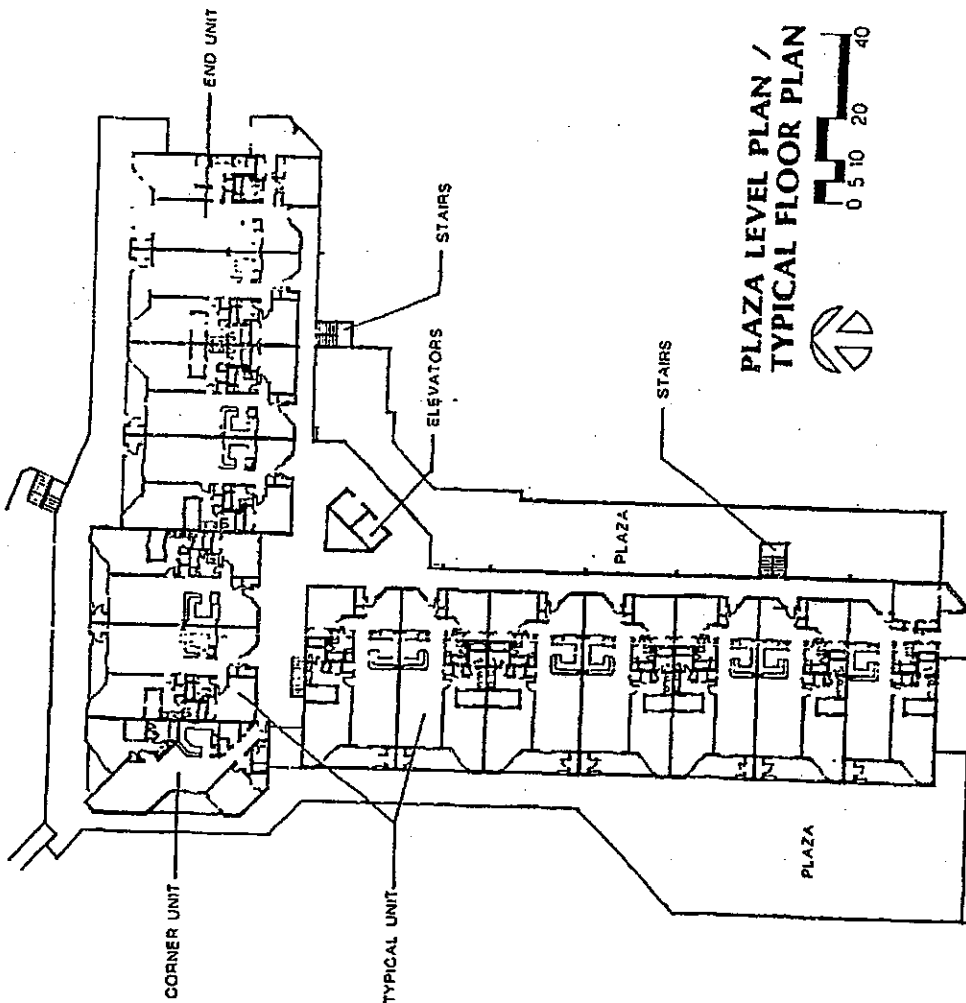 END UNIT
STAIRS
ELEVATORS
STAIRS
PLAZA
PLAZA
CORNER UNIT
TYPICAL UNIT
PLAZA LEVEL PLAN /
TYPICAL FLOOR PLAN
0 5 10 20 40